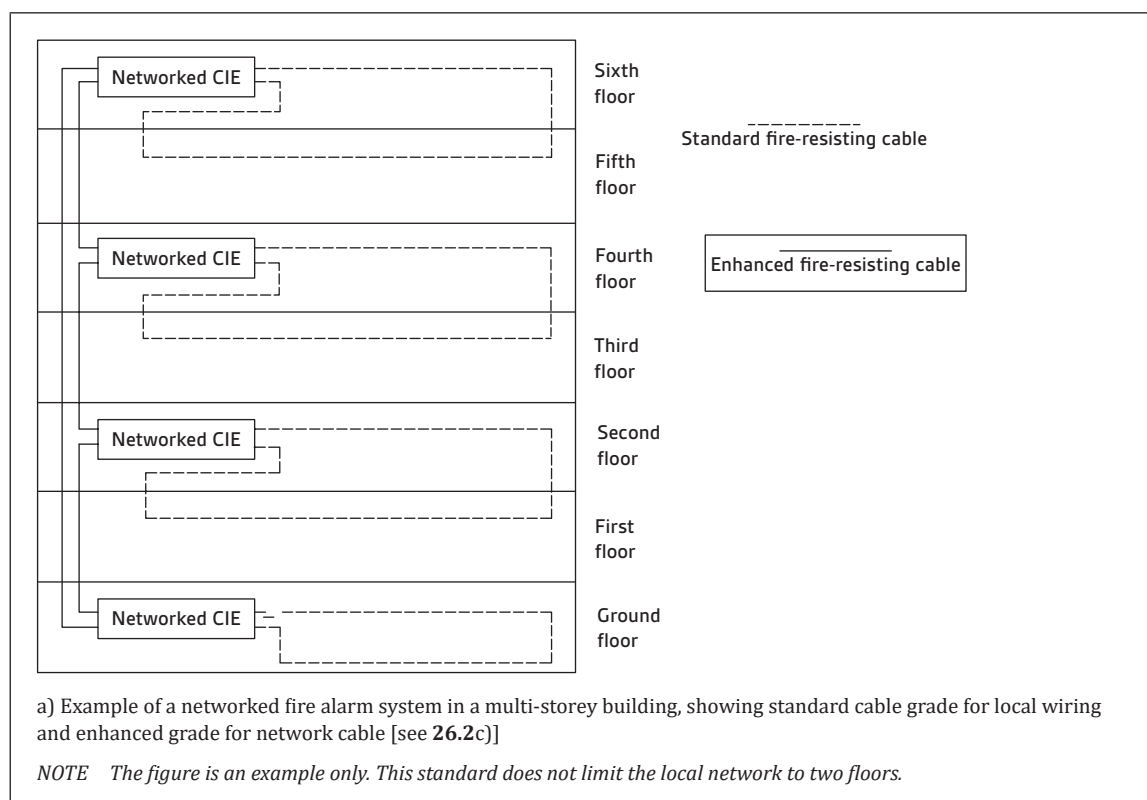 Networked CIE
Sixth
floor
Standard fire-resisting cable
Fifth
floor
Networked CIE
Fourth
floor
Enhanced fire-resisting cable
Third
floor
Networked CIE
Second
floor
First
floor
Networked CIE
Ground
floor
a) Example of a networked fire alarm system in a multi-storey building, showing standard cable grade for local wiring
and enhanced grade for network cable [see 26.2c)]
NOTE The figure is an example only. This standard does not limit the local network to two floors.